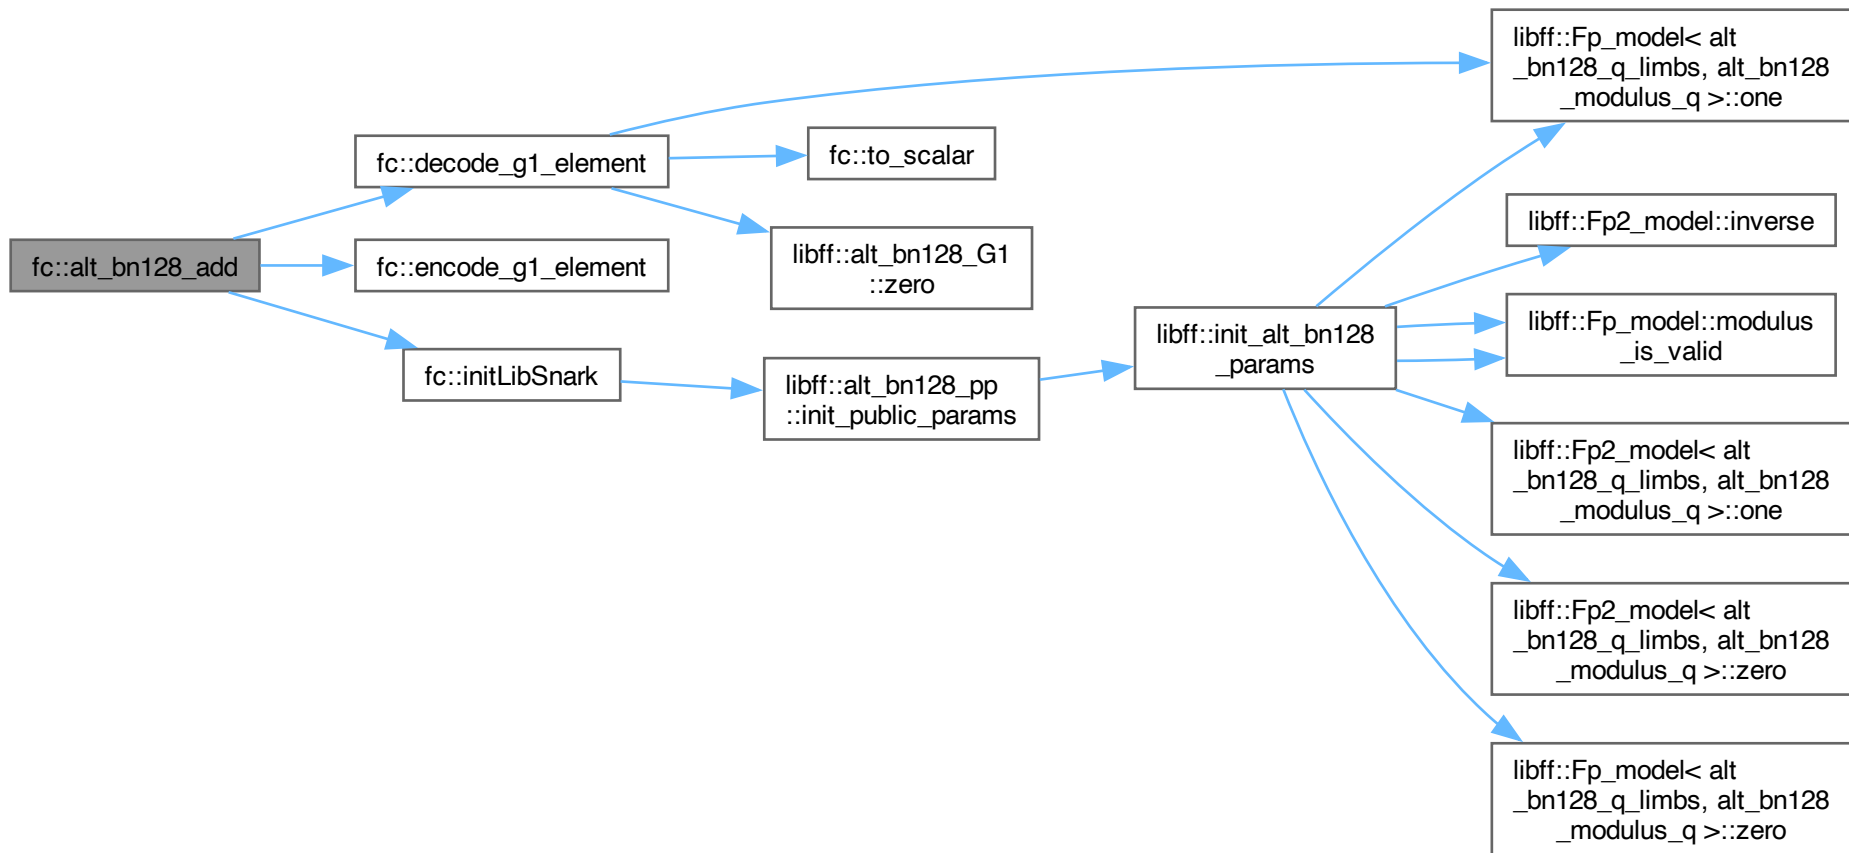 fc::alt_bn128_add
fc::decode_g1_element
fc::encode_g1_element
fc::initLibSnark
fc::to_scalar
libff::alt_bn128_G1
::zero
libff::alt_bn128_pp
::init_public_params
libff::init_alt_bn128
_params
libff::Fp_model< alt
_bn128_q_limbs, alt_bn128
_modulus_q >::one
libff::Fp2_model::inverse
libff::Fp_model::modulus
_is_valid
libff::Fp2_model< alt
_bn128_q_limbs, alt_bn128
_modulus_q >::one
libff::Fp2_model< alt
_bn128_q_limbs, alt_bn128
_modulus_q >::zero
libff::Fp_model< alt
_bn128_q_limbs, alt_bn128
_modulus_q >::zero